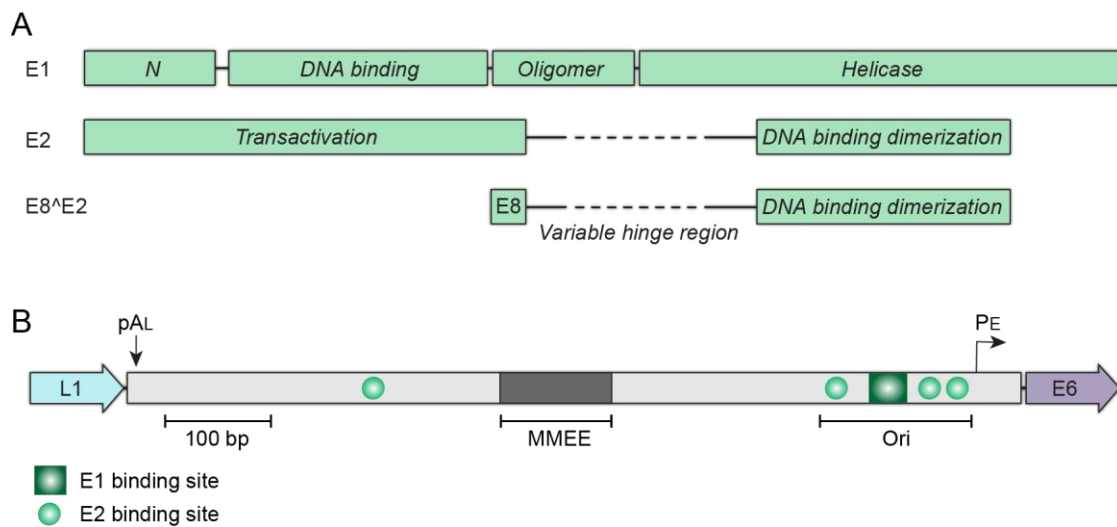 A
E1 N DNA binding Oligomer Helicase
E2 Transactivation DNA binding dimerization
E8^E2 E8 DNA binding dimerization
Variable hinge region
B
pAL PE
L1 E6
100 bp MMEE Ori
E1 binding site
E2 binding site